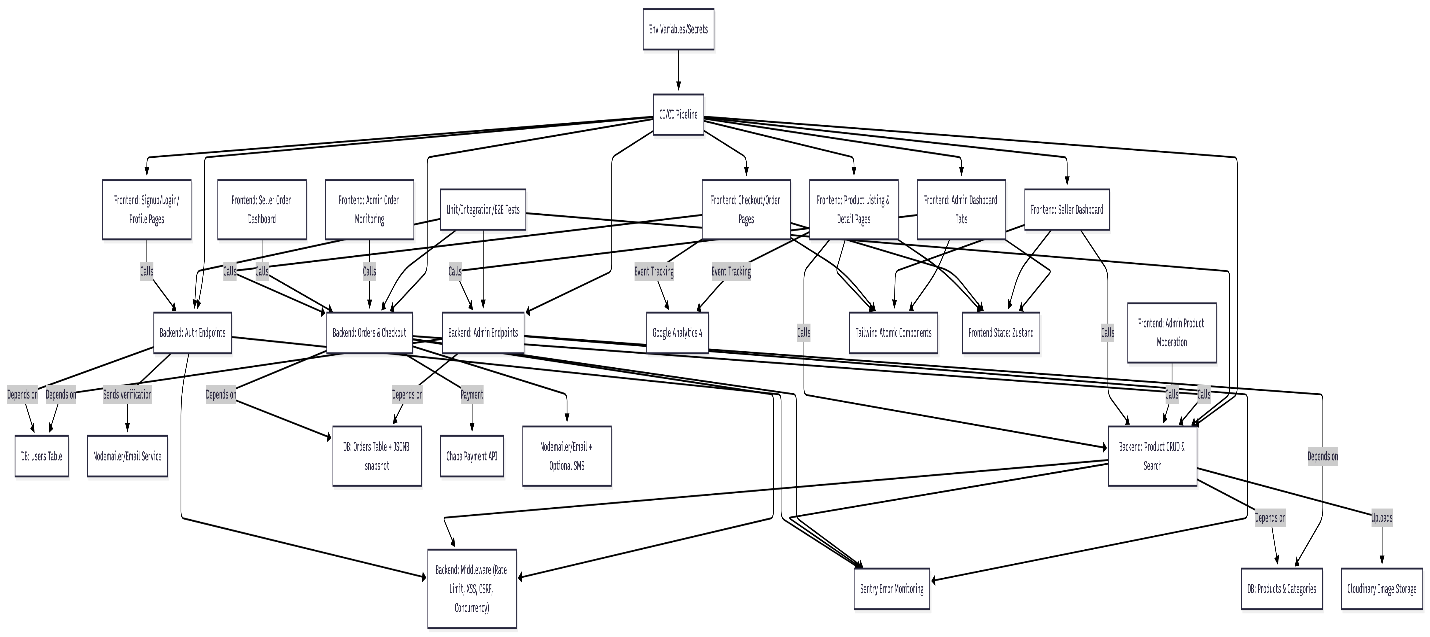 Env Variables/Secrets
CI/CD Pipeline
Frontend: Signup/Login/
Profile Pages
Frontend: Seller Order
Dashboard
Frontend: Admin Order
Monitoring
Unit/Integration/E2E Tests
Frontend: Checkout/Order
Pages
Frontend: Product Listing &
Detail Pages
Frontend: Admin Dashboard
Tabs
Frontend: Seller Dashboard
Calls
Calls
Calls
Calls
Calls
Event Tracking
Event Tracking
Backend: Auth Endpoints
Backend: Orders & Checkout
Backend: Admin Endpoints
Google Analytics 4
Tailwind Atomic Components
Frontend State: Zustand
Calls
Calls
Frontend: Admin Product
Moderation
Depends on
Depends on
Sends verification
Depends on
Depends on
Payment
Calls
Calls
DB: Users Table
Nodemailer/Email Service
DB: Orders Table + JSONB
snapshot
Chapa Payment API
Nodemailer/Email +
Optional SMS
Backend: Product CRUD &
Search
Depends on
Depends on
Uploads
Backend: Middleware (Rate
Limit, XSS, CSRF,
Concurrency)
Sentry Error Monitoring
DB: Products & Categories
Cloudinary Image Storage